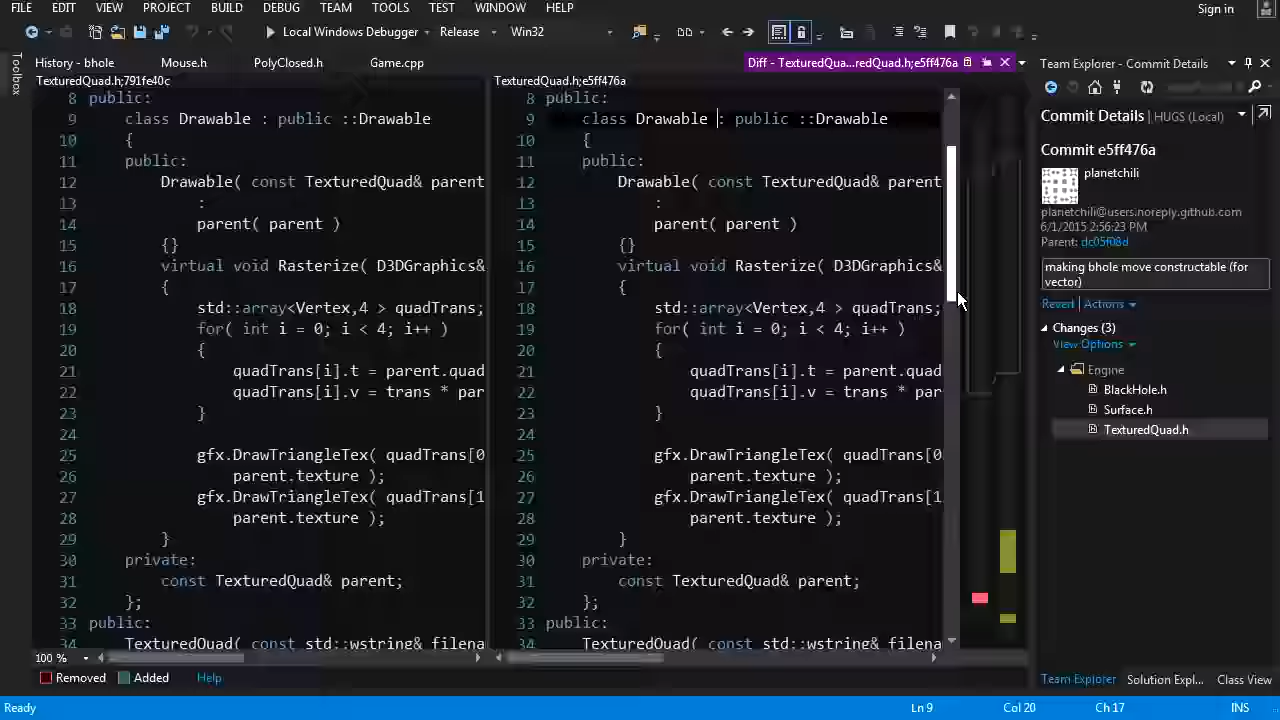 FILE EDIT VIEW PROJECT BUILD DEBUG TEAM TOOLS TEST WINDOW HELP Sign in
Local Windows Debugger Release Win32
Toolbox
History - bhole Mouse.h PolyClosed.h Game.cpp Diff - TexturedQua...redQuad.h;e5ff476a
TexturedQuad.h;791fe40c
8 public:
9 class Drawable : public ::Drawable
10 {
11 public:
12 Drawable( const TexturedQuad& parent
13 :
14 parent( parent )
15 {}
16 virtual void Rasterize( D3DGraphics&
17 {
18 std::array<Vertex,4 > quadTrans;
19 for( int i = 0; i < 4; i++ )
20 {
21 quadTrans[i].t = parent.quad
22 quadTrans[i].v = trans * par
23 }
24
25 gfx.DrawTriangleTex( quadTrans[0
26 parent.texture );
27 gfx.DrawTriangleTex( quadTrans[1
28 parent.texture );
29 }
30 private:
31 const TexturedQuad& parent;
32 };
33 public:
34 TexturedQuad( const std::wstring& filena
100 %
TexturedQuad.h;e5ff476a
8 public:
9 class Drawable : public ::Drawable
10 {
11 public:
12 Drawable( const TexturedQuad& parent
13 :
14 parent( parent )
15 {}
16 virtual void Rasterize( D3DGraphics&
17 {
18 std::array<Vertex,4 > quadTrans;
19 for( int i = 0; i < 4; i++ )
20 {
21 quadTrans[i].t = parent.quad
22 quadTrans[i].v = trans * par
23 }
24
25 gfx.DrawTriangleTex( quadTrans[0
26 parent.texture );
27 gfx.DrawTriangleTex( quadTrans[1
28 parent.texture );
29 }
30 private:
31 const TexturedQuad& parent;
32 };
33 public:
34 TexturedQuad( const std::wstring& filena
Removed Added Help
Team Explorer - Commit Details
Commit Details | HUGS (Local)
Commit e5ff476a
planetchili
planetchili@users.noreply.github.com
6/1/2015 2:56:23 PM
Parent: dc05f08d
making bhole move constructable (for
vector)
Revert | Actions
Changes (3)
View Options
Engine
BlackHole.h
Surface.h
TexturedQuad.h
Team Explorer Solution Expl... Class View
Ready Ln 9 Col 20 Ch 17 INS